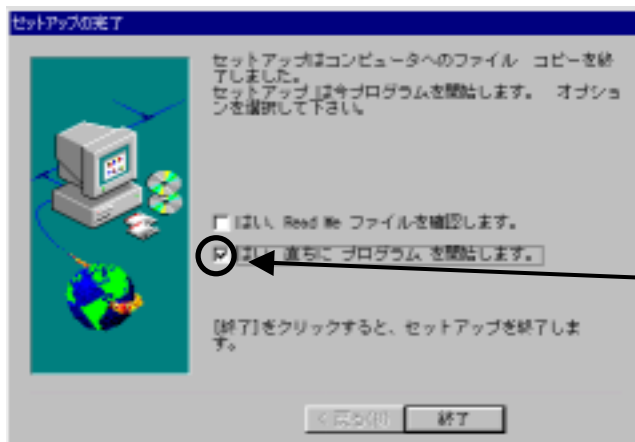 セットアップの完了
セットアップはコンピュータへのファイル コピーを終
了しました。
セットアップ は今プログラムを開始します。 オプショ
ンを選択して下さい。
はい、Read Me ファイルを確認します。
はい、直ちに プログラム を開始します。
[終了]をクリックすると、セットアップを終了しま
す。
< 戻る(B)
終了